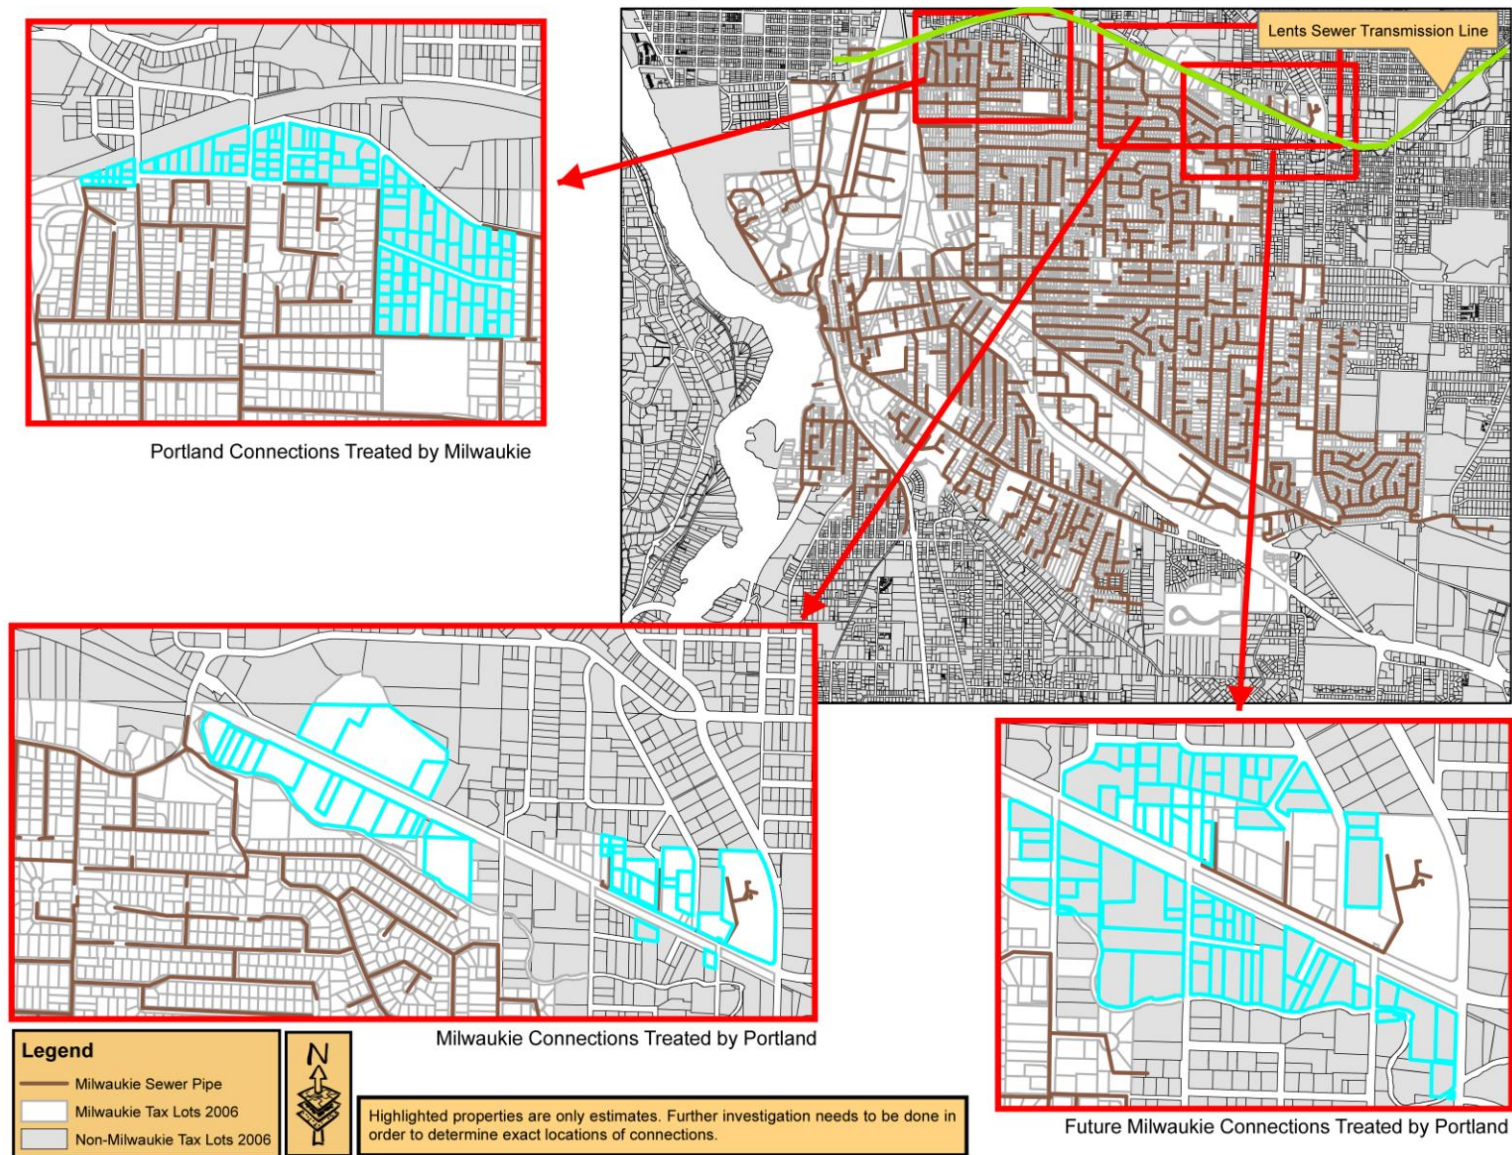 Lents Sewer Transmission Line
Portland Connections Treated by Milwaukie
Milwaukie Connections Treated by Portland
Future Milwaukie Connections Treated by Portland
Legend
Milwaukie Sewer Pipe
Milwaukie Tax Lots 2006
Non-Milwaukie Tax Lots 2006
N
Highlighted properties are only estimates. Further investigation needs to be done in
order to determine exact locations of connections.